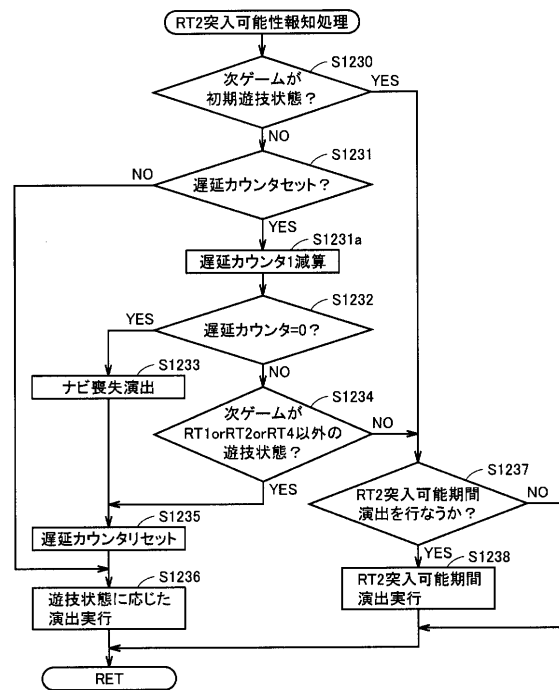 RT2突入可能性報知処理
S1230
次ゲームが
初期遊技状態？
YES
NO
S1231
遅延カウンタセット？
NO
YES
S1231a
遅延カウンタ1減算
S1232
遅延カウンタ=0？
YES
NO
S1233
ナビ喪失演出
S1234
次ゲームが
RT1orRT2orRT4以外の
遊技状態？
NO
YES
S1235
遅延カウンタリセット
S1236
遊技状態に応じた
演出実行
S1237
RT2突入可能期間
演出を行なうか？
NO
YES
S1238
RT2突入可能期間
演出実行
RET